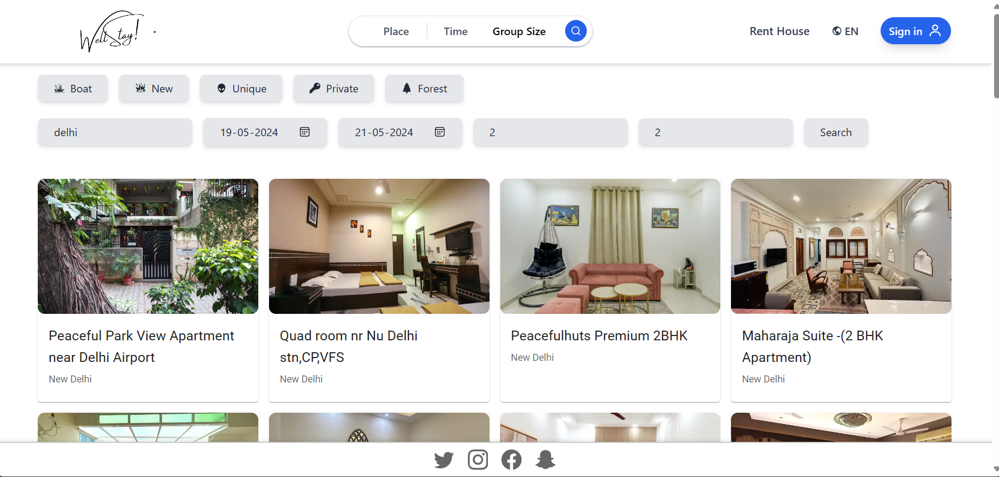 Well Stay!
Place
Time
Group Size
Rent House
EN
Sign in
Boat
New
Unique
Private
Forest
delhi
19-05-2024
21-05-2024
2
2
Search
Peaceful Park View Apartment
near Delhi Airport
New Delhi
Quad room nr Nu Delhi
stn,CP,VFS
New Delhi
Peacefulhuts Premium 2BHK
New Delhi
Maharaja Suite -(2 BHK
Apartment)
New Delhi